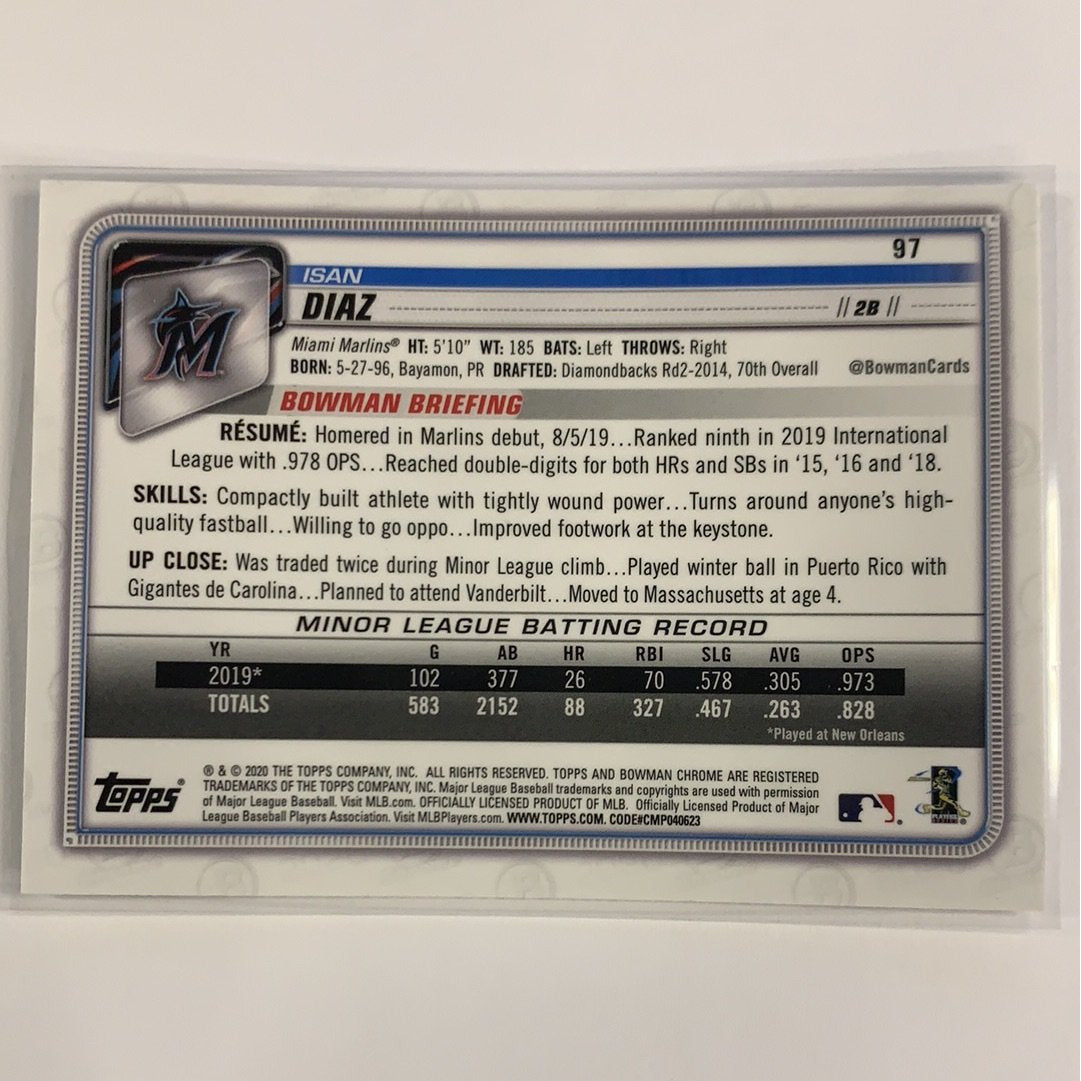 97
ISAN
DIAZ // 2B //
M
Miami Marlins® HT: 5'10" WT: 185 BATS: Left THROWS: Right
BORN: 5-27-96, Bayamon, PR DRAFTED: Diamondbacks Rd2-2014, 70th Overall @BowmanCards
BOWMAN BRIEFING
RÉSUMÉ: Homered in Marlins debut, 8/5/19...Ranked ninth in 2019 International
League with .978 OPS...Reached double-digits for both HRs and SBs in '15, '16 and '18.
SKILLS: Compactly built athlete with tightly wound power...Turns around anyone's high-
quality fastball...Willing to go oppo...Improved footwork at the keystone.
UP CLOSE: Was traded twice during Minor League climb...Played winter ball in Puerto Rico with
Gigantes de Carolina...Planned to attend Vanderbilt...Moved to Massachusetts at age 4.
MINOR LEAGUE BATTING RECORD
YR G AB HR RBI SLG AVG OPS
2019* 102 377 26 70 .578 .305 .973
TOTALS 583 2152 88 327 .467 .263 .828
*Played at New Orleans
® & © 2020 THE TOPPS COMPANY, INC. ALL RIGHTS RESERVED. TOPPS AND BOWMAN CHROME ARE REGISTERED
TRADEMARKS OF THE TOPPS COMPANY, INC. Major League Baseball trademarks and copyrights are used with permission
of Major League Baseball. Visit MLB.com. OFFICIALLY LICENSED PRODUCT OF MLB. Officially Licensed Product of Major
League Baseball Players Association. Visit MLBPlayers.com. WWW.TOPPS.COM. CODE#CMP040623
TOPPS®